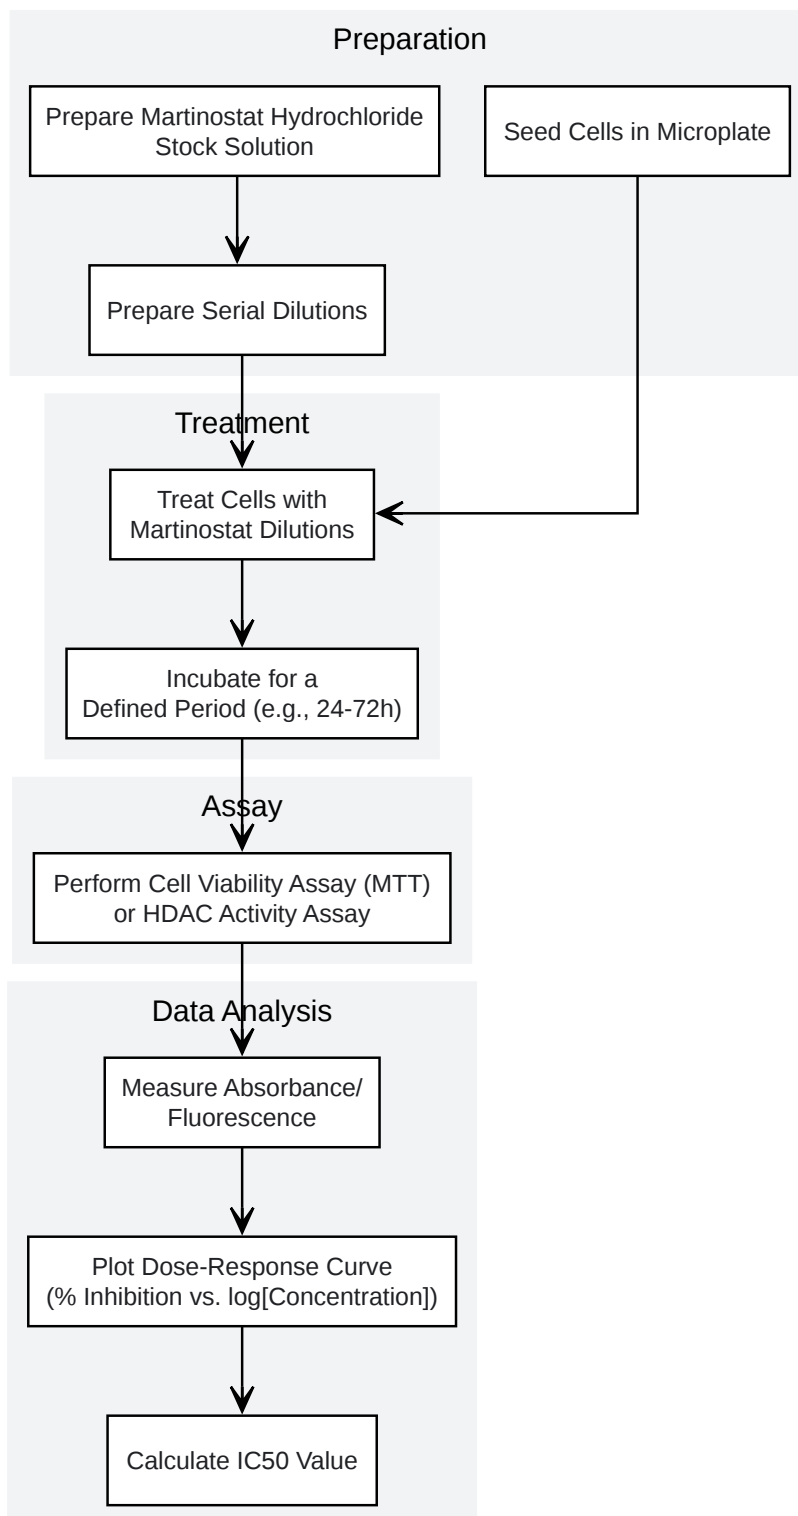 Preparation
Prepare Martinostat Hydrochloride
Stock Solution
Seed Cells in Microplate
Prepare Serial Dilutions
Treatment
Treat Cells with
Martinostat Dilutions
Incubate for a
Defined Period (e.g., 24-72h)
Assay
Perform Cell Viability Assay (MTT)
or HDAC Activity Assay
Data Analysis
Measure Absorbance/
Fluorescence
Plot Dose-Response Curve
(% Inhibition vs. log[Concentration])
Calculate IC50 Value